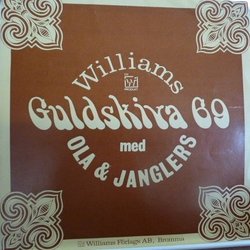 Williams
Guldskiva 69
med
OLA & JANGLERS
Williams Förlags AB, Bromma